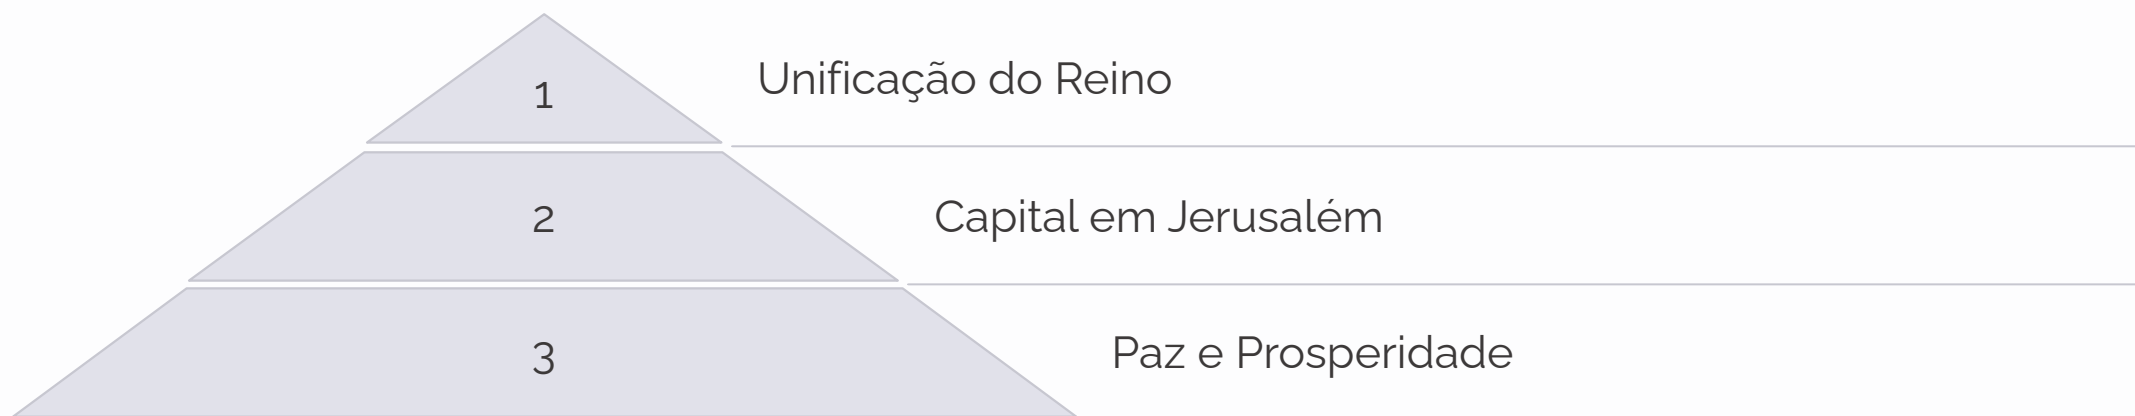 1
Unificação do Reino
2
Capital em Jerusalém
3
Paz e Prosperidade